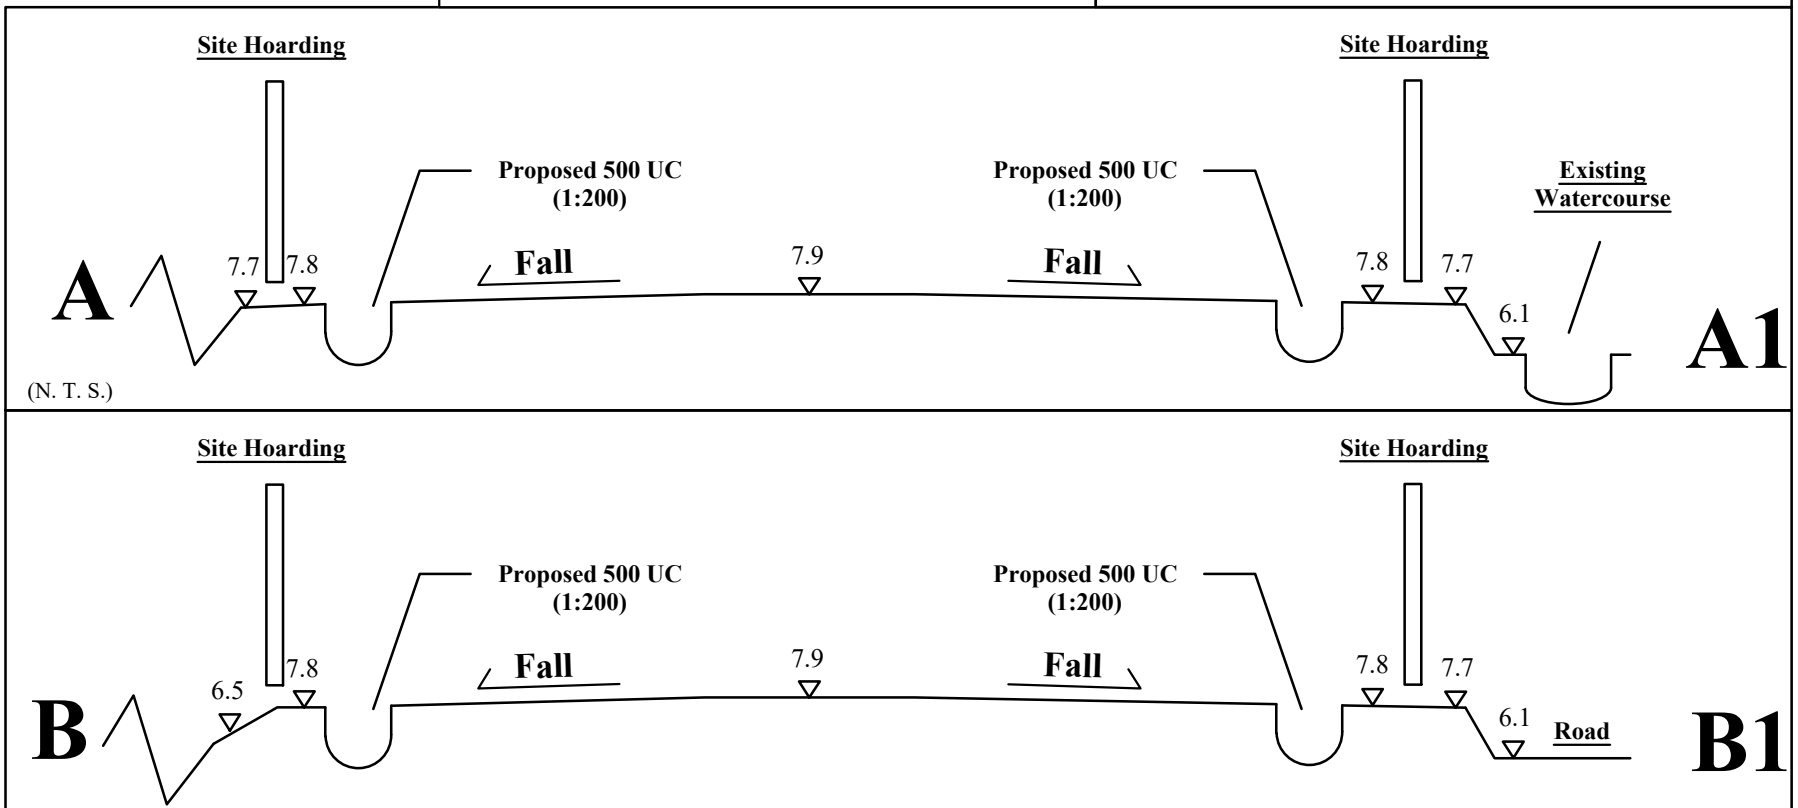 Site Hoarding
Site Hoarding
Proposed 500 UC
(1:200)
Proposed 500 UC
(1:200)
Existing
Watercourse
7.7
7.8
Fall
7.9
Fall
7.8
7.7
6.1
A
A1
(N. T. S.)
Site Hoarding
Site Hoarding
Proposed 500 UC
(1:200)
Proposed 500 UC
(1:200)
6.5
7.8
Fall
7.9
Fall
7.8
7.7
6.1
Road
B
B1